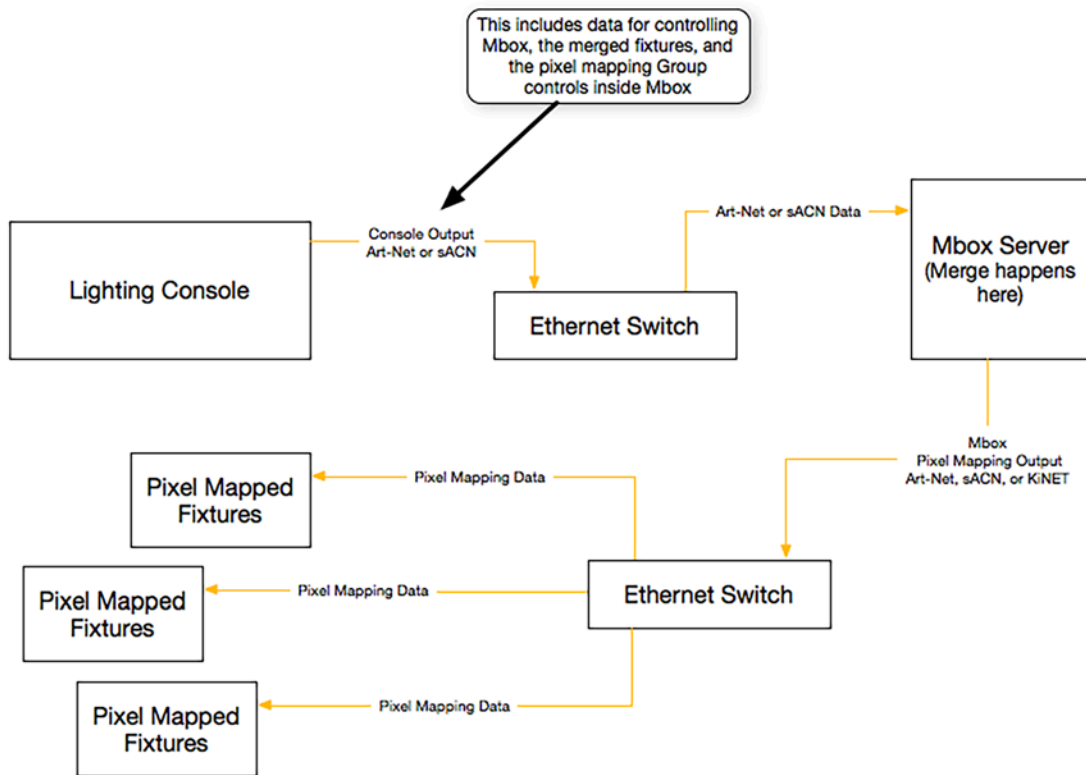 This includes data for controlling
Mbox, the merged fixtures, and
the pixel mapping Group
controls inside Mbox
Lighting Console
Console Output
Art-Net or sACN
Ethernet Switch
Art-Net or sACN Data
Mbox Server
(Merge happens
here)
Mbox
Pixel Mapping Output
Art-Net, sACN, or KiNET
Ethernet Switch
Pixel Mapping Data
Pixel Mapped
Fixtures
Pixel Mapping Data
Pixel Mapped
Fixtures
Pixel Mapping Data
Pixel Mapped
Fixtures